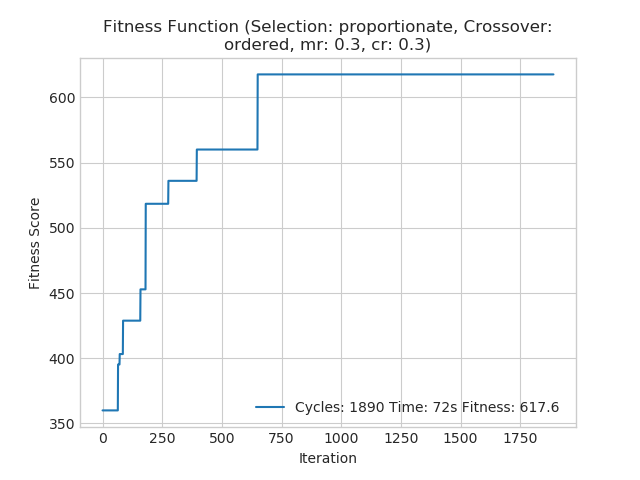 Fitness Function (Selection: proportionate, Crossover:
ordered, mr: 0.3, cr: 0.3)
600
550
500
450
400
350
Fitness Score
Cycles: 1890 Time: 72s Fitness: 617.6
0 250 500 750 1000 1250 1500 1750
Iteration